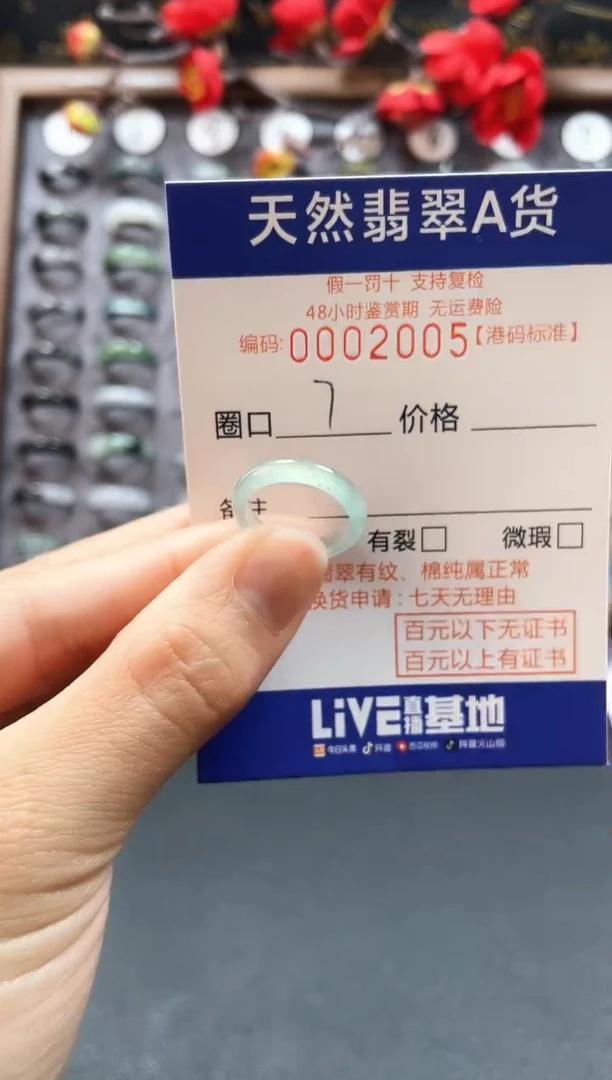 天然翡翠A货
假一罚十 支持复检
48小时鉴赏期 无运费险
编码: 0002005【港码标准】
圈口 7 价格
备注
有裂 微瑕
翡翠有纹、棉纯属正常
换货申请:七天无理由
百元以下无证书
百元以上有证书
LiVE直播基地
今日头条 抖音 西瓜视频 抖音火山版